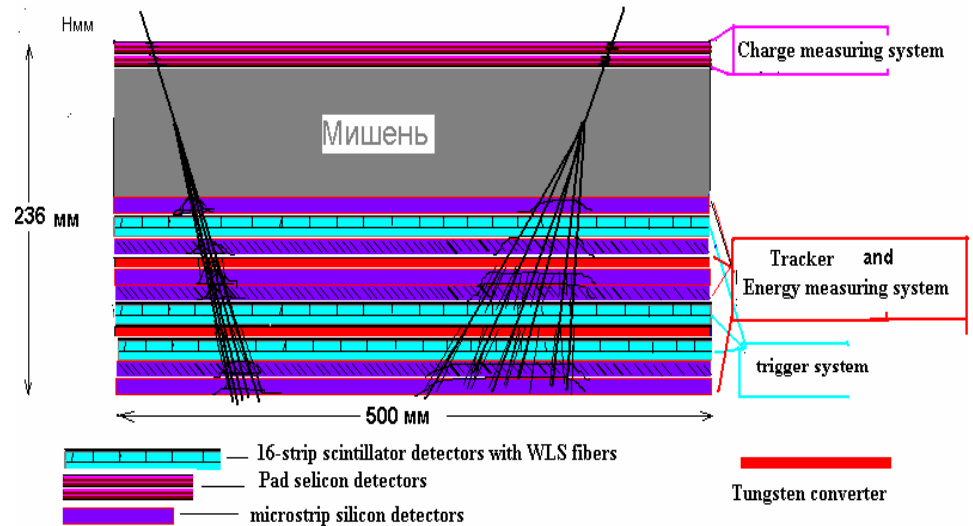 Hмм
Charge measuring system
Мишень
236 мм
Tracker and
Energy measuring system
trigger system
500 мм
16-strip scintillator detectors with WLS fibers
Pad selicon detectors
microstrip silicon detectors
Tungsten converter